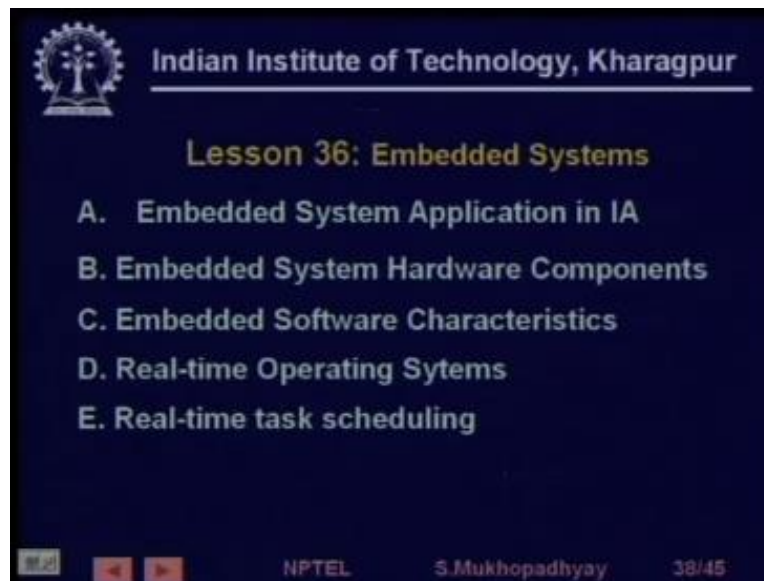 Indian Institute of Technology, Kharagpur
Lesson 36: Embedded Systems
A. Embedded System Application in IA
B. Embedded System Hardware Components
C. Embedded Software Characteristics
D. Real-time Operating Sytems
E. Real-time task scheduling
NPTEL S.Mukhopadhyay 38/45